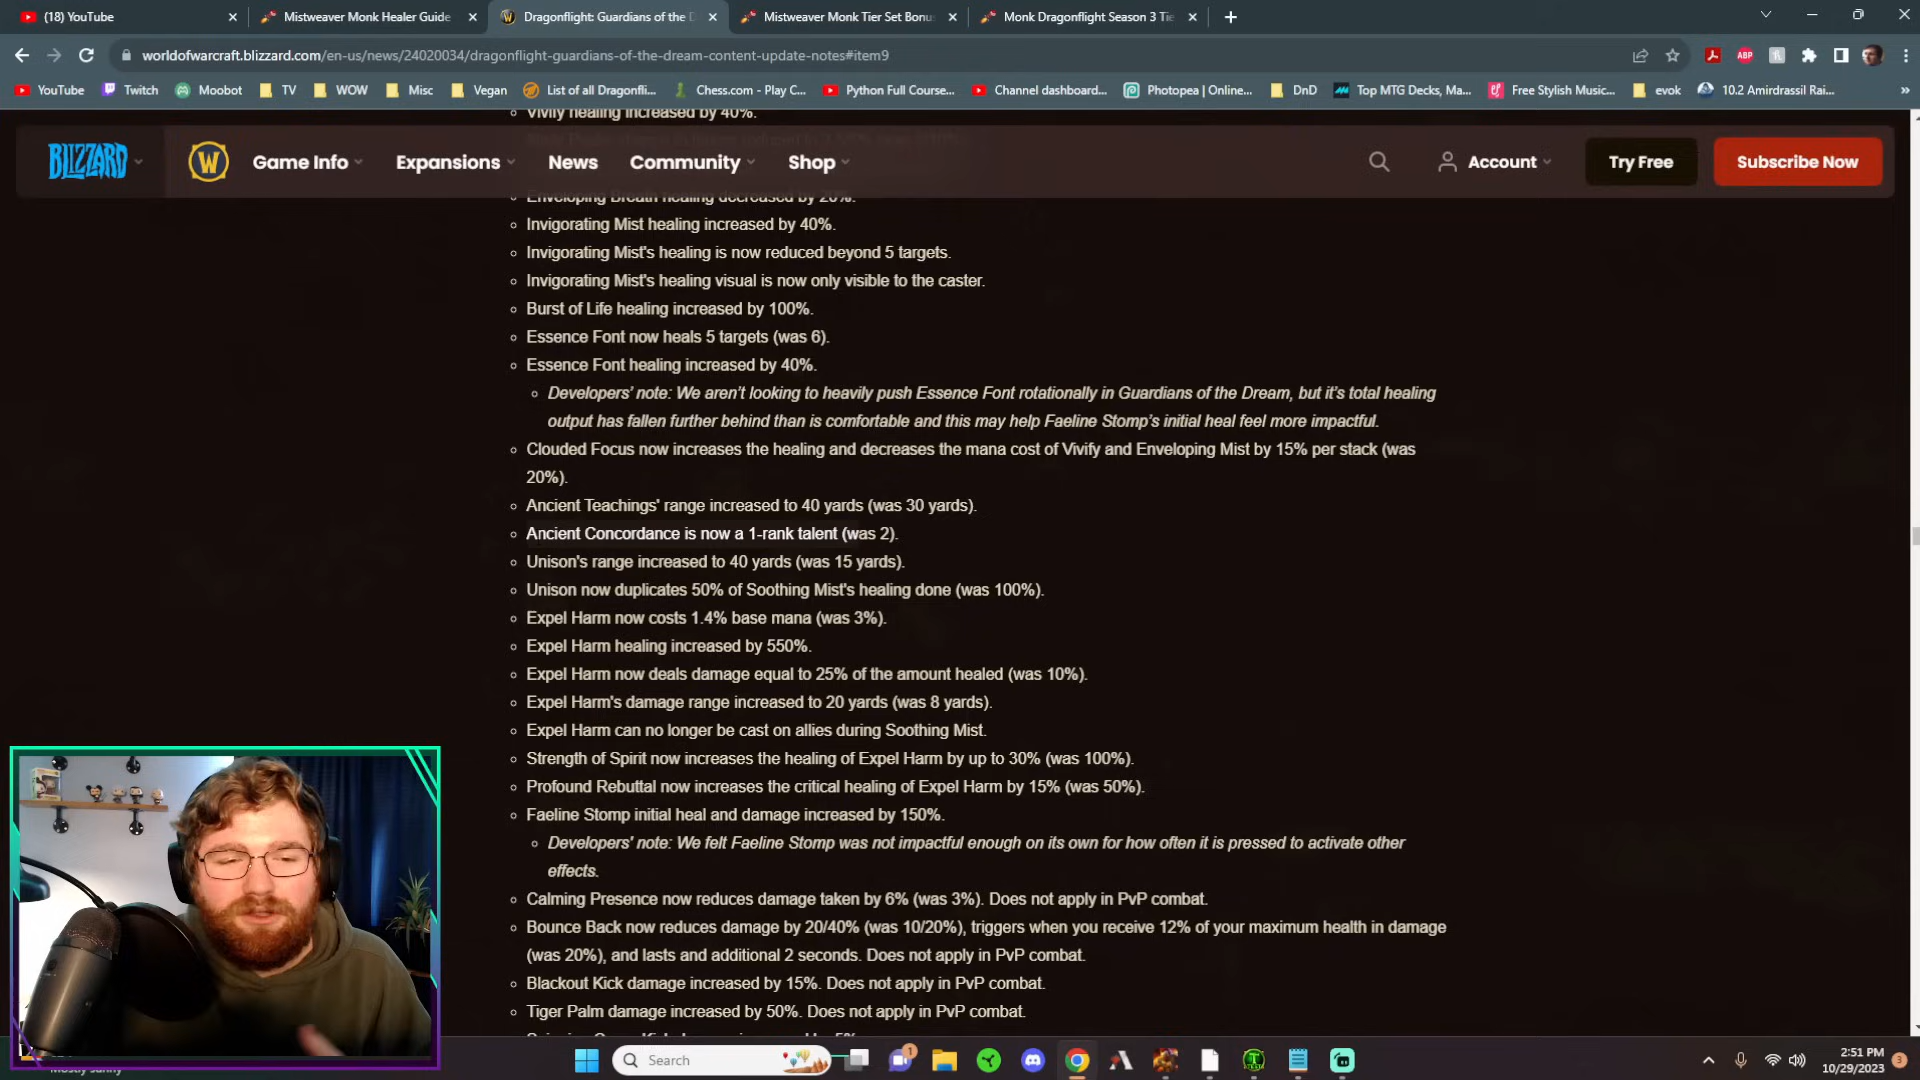 (18) YouTube
Mistweaver Monk Healer Guide
Dragonflight: Guardians of the D
Mistweaver Monk Tier Set Bonu
Monk Dragonflight Season 3 Tie
worldofwarcraft.blizzard.com/en-us/news/24020034/dragonflight-guardians-of-the-dream-content-update-notes#item9
ABP
YouTube
Twitch
Moobot
TV
WOW
Misc
Vegan
List of all Dragonfli...
Chess.com - Play C...
Python Full Course...
Channel dashboard...
Photopea | Online...
DnD
Top MTG Decks, Ma...
Free Stylish Music...
evok
10.2 Amirdrassil Rai...
Vivify healing increased by 40%.
BLIZZARD
W
Game Info
Expansions
News
Community
Shop
Account
Try Free
Subscribe Now
Enveloping Breath healing decreased by 20%.
Invigorating Mist healing increased by 40%.
Invigorating Mist's healing is now reduced beyond 5 targets.
Invigorating Mist's healing visual is now only visible to the caster.
Burst of Life healing increased by 100%.
Essence Font now heals 5 targets (was 6).
Essence Font healing increased by 40%.
Developers’ note: We aren’t looking to heavily push Essence Font rotationally in Guardians of the Dream, but it’s total healing
output has fallen further behind than is comfortable and this may help Faeline Stomp’s initial heal feel more impactful.
Clouded Focus now increases the healing and decreases the mana cost of Vivify and Enveloping Mist by 15% per stack (was
20%).
Ancient Teachings' range increased to 40 yards (was 30 yards).
Ancient Concordance is now a 1-rank talent (was 2).
Unison's range increased to 40 yards (was 15 yards).
Unison now duplicates 50% of Soothing Mist's healing done (was 100%).
Expel Harm now costs 1.4% base mana (was 3%).
Expel Harm healing increased by 550%.
Expel Harm now deals damage equal to 25% of the amount healed (was 10%).
Expel Harm's damage range increased to 20 yards (was 8 yards).
Expel Harm can no longer be cast on allies during Soothing Mist.
Strength of Spirit now increases the healing of Expel Harm by up to 30% (was 100%).
Profound Rebuttal now increases the critical healing of Expel Harm by 15% (was 50%).
Faeline Stomp initial heal and damage increased by 150%.
Developers' note: We felt Faeline Stomp was not impactful enough on its own for how often it is pressed to activate other
effects.
Calming Presence now reduces damage taken by 6% (was 3%). Does not apply in PvP combat.
Bounce Back now reduces damage by 20/40% (was 10/20%), triggers when you receive 12% of your maximum health in damage
(was 20%), and lasts and additional 2 seconds. Does not apply in PvP combat.
Blackout Kick damage increased by 15%. Does not apply in PvP combat.
Tiger Palm damage increased by 50%. Does not apply in PvP combat.
Search
1
2:51 PM
10/29/2023
3